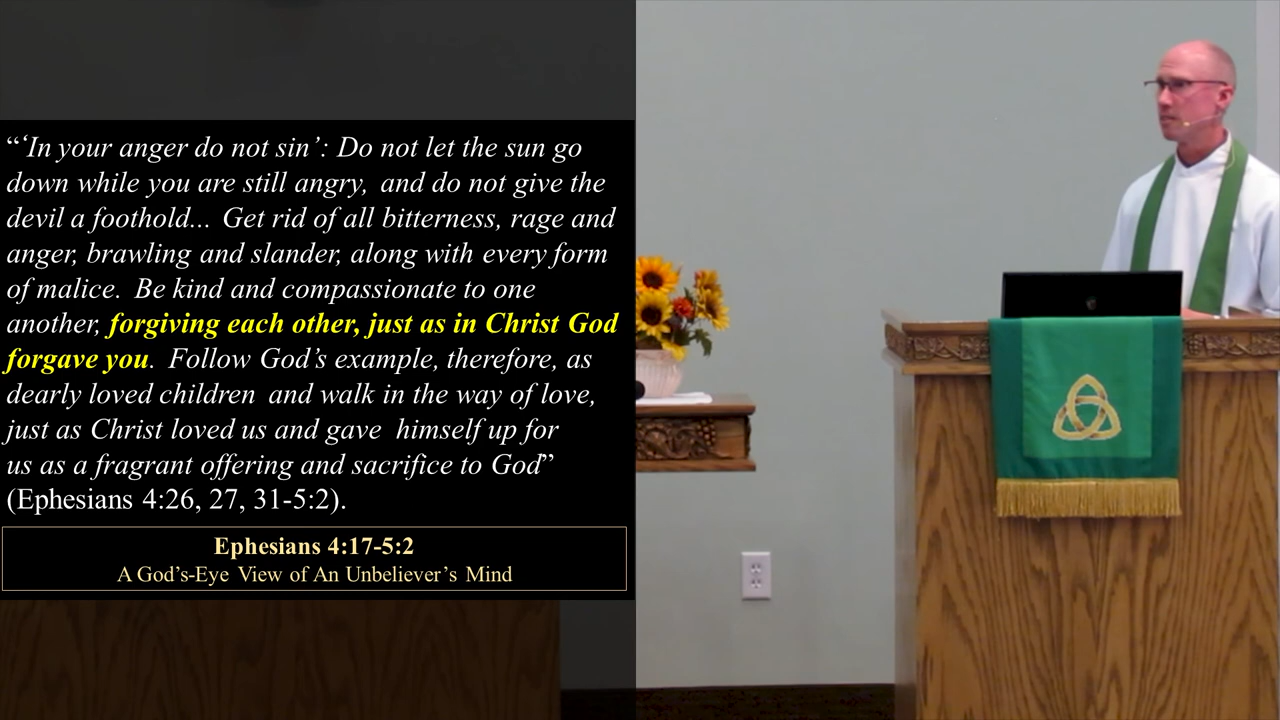 “‘In your anger do not sin’: Do not let the sun go
down while you are still angry, and do not give the
devil a foothold... Get rid of all bitterness, rage and
anger, brawling and slander, along with every form
of malice. Be kind and compassionate to one
another, forgiving each other, just as in Christ God
forgave you. Follow God’s example, therefore, as
dearly loved children and walk in the way of love,
just as Christ loved us and gave himself up for
us as a fragrant offering and sacrifice to God”
(Ephesians 4:26, 27, 31-5:2).
Ephesians 4:17-5:2
A God’s-Eye View of An Unbeliever’s Mind